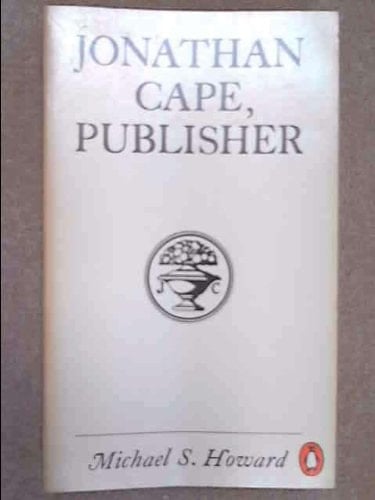 JONATHAN
CAPE,
PUBLISHER
J C
Michael S. Howard